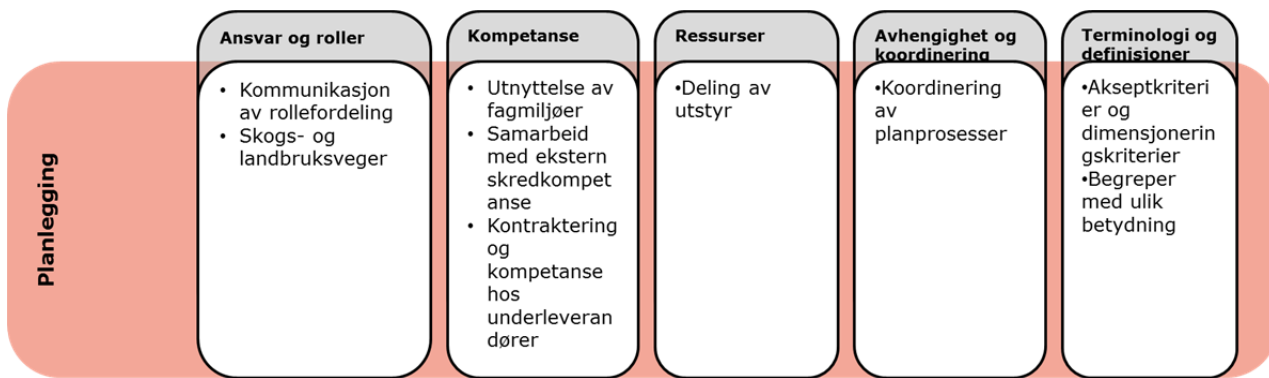 Planlegging
Ansvar og roller
• Kommunikasjon
av rollefordeling
• Skogs- og
landbruksveger
Kompetanse
• Utnyttelse av
fagmiljøer
• Samarbeid
med ekstern
skredkompet
anse
• Kontraktering
og
kompetanse
hos
underleveran
dører
Ressurser
•Deling av
utstyr
Avhengighet og
koordinering
•Koordinering
av
planprosesser
Terminologi og
definisjoner
•Akseptkriteri
er og
dimensjonerin
gskriterier
•Begreper
med ulik
betydning